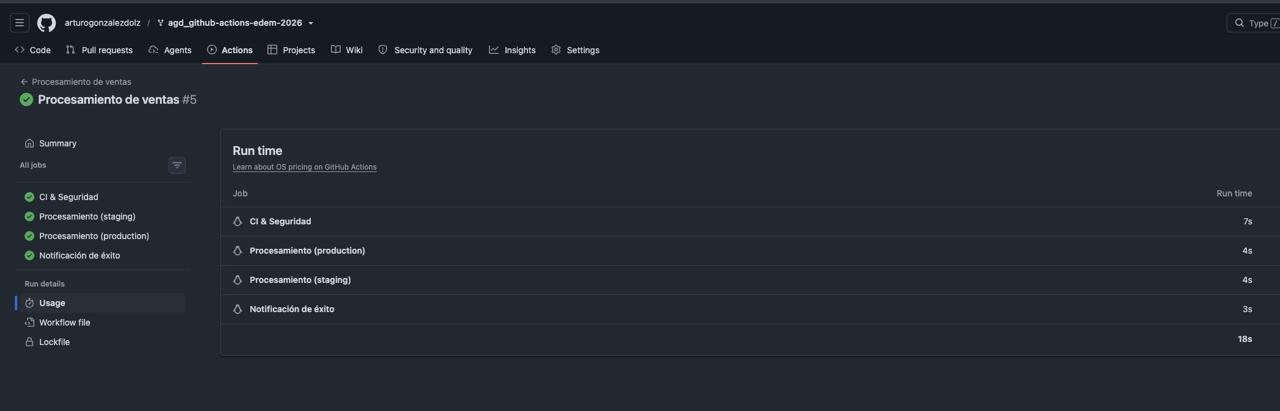 arturogonzalezdolz / agd_github-actions-edem-2026
Type /
Code Pull requests Agents Actions Projects Wiki Security and quality Insights Settings
Procesamiento de ventas
Procesamiento de ventas #5
Summary
All jobs
CI & Seguridad
Procesamiento (staging)
Procesamiento (production)
Notificación de éxito
Run details
Usage
Workflow file
Lockfile
Run time
Learn about OS pricing on GitHub Actions
Job Run time
CI & Seguridad 7s
Procesamiento (production) 4s
Procesamiento (staging) 4s
Notificación de éxito 3s
18s